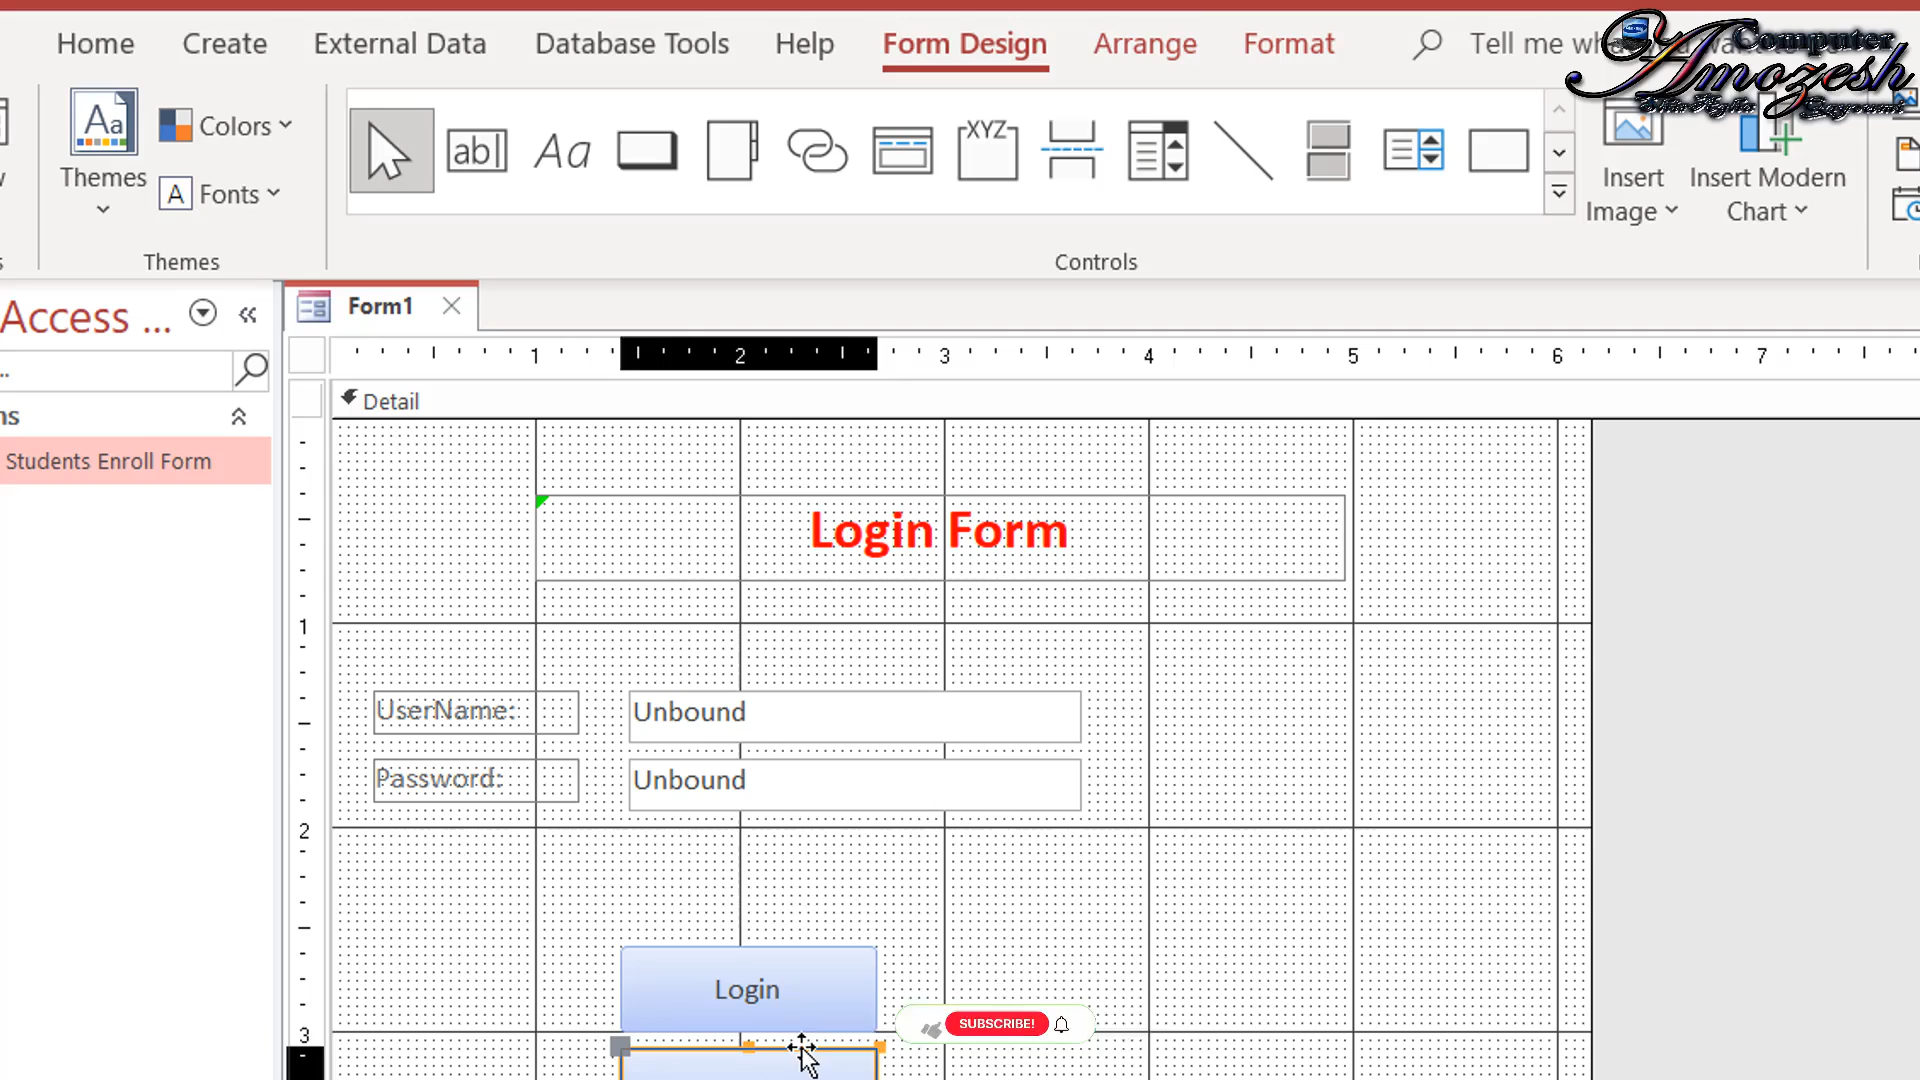 Home Create External Data Database Tools Help Form Design Arrange Format Tell me
Computer
Amozesh
Themes
Colors
Fonts
Aa
A
ab
Aa
XYZ
Insert
Image
Insert Modern
Chart
Themes
Controls
Access ...
Form1
1 2 3 4 5 6 7
Detail
Students Enroll Form
Login Form
1
UserName: Unbound
Password: Unbound
2
Login
SUBSCRIBE!
3